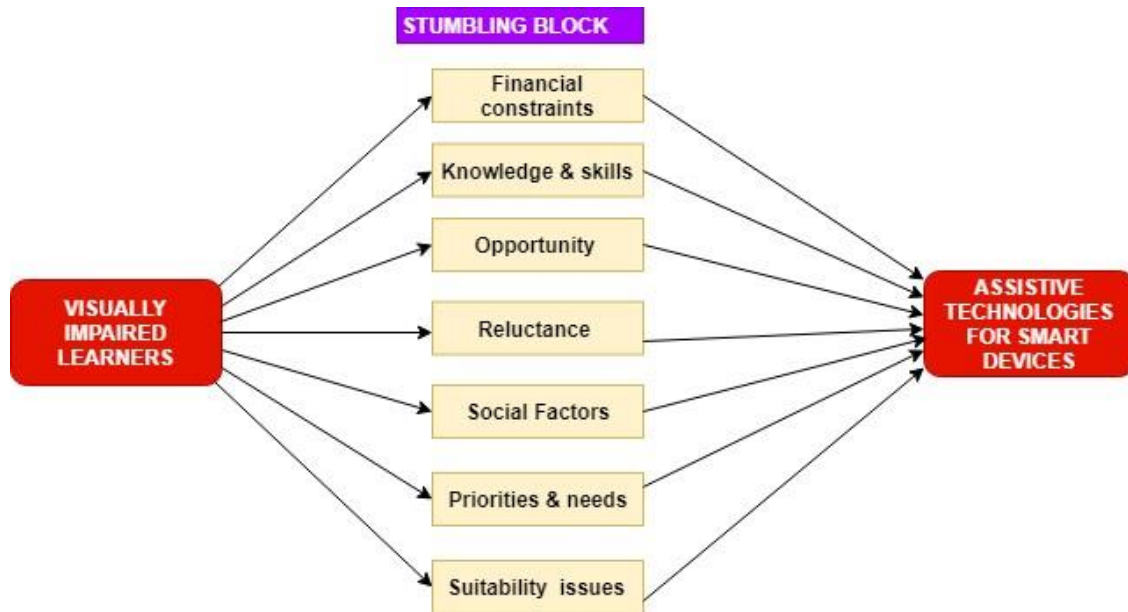 STUMBLING BLOCK
Financial
constraints
Knowledge & skills
Opportunity
Reluctance
Social Factors
Priorities & needs
Suitability issues
VISUALLY
IMPAIRED
LEARNERS
ASSISTIVE
TECHNOLOGIES
FOR SMART
DEVICES